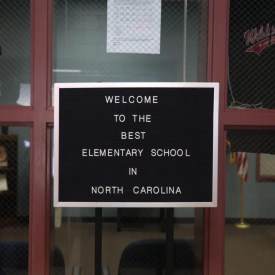 WELCOME
TO THE
BEST
ELEMENTARY SCHOOL
IN
NORTH CAROLINA